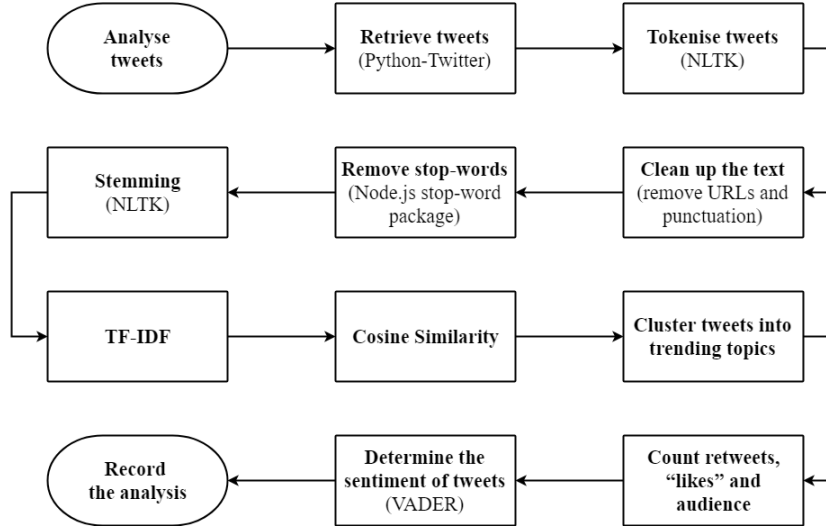 Analyse
tweets
Retrieve tweets
(Python-Twitter)
Tokenise tweets
(NLTK)
Clean up the text
(remove URLs and
punctuation)
Remove stop-words
(Node.js stop-word
package)
Stemming
(NLTK)
TF-IDF
Cosine Similarity
Cluster tweets into
trending topics
Count retweets,
“likes” and
audience
Determine the
sentiment of tweets
(VADER)
Record
the analysis